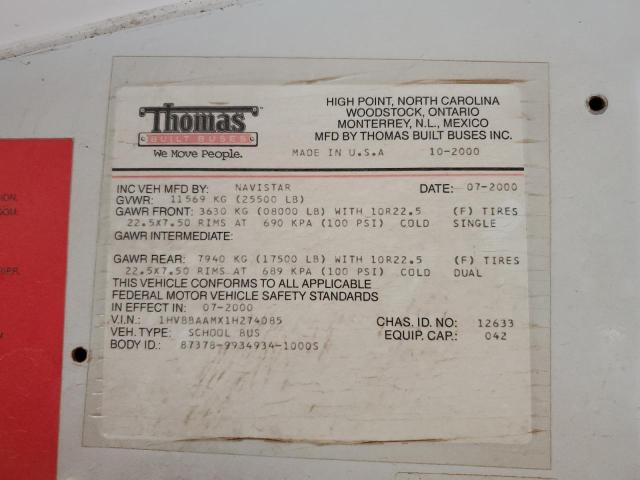 Thomas
BUILT BUSES
We Move People.
HIGH POINT, NORTH CAROLINA
WOODSTOCK, ONTARIO
MONTERREY, N.L., MEXICO
MFD BY THOMAS BUILT BUSES INC.
MADE IN U.S.A 10-2000
INC VEH MFD BY: NAVISTAR DATE: 07-2000
GVWR: 11569 KG (25500 LB)
GAWR FRONT: 3630 KG (08000 LB) WITH 10R22.5 (F) TIRES
22.5X7.50 RIMS AT 690 KPA (100 PSI) COLD SINGLE
GAWR INTERMEDIATE:
GAWR REAR: 7940 KG (17500 LB) WITH 10R22.5 (F) TIRES
22.5X7.50 RIMS AT 689 KPA (100 PSI) COLD DUAL
THIS VEHICLE CONFORMS TO ALL APPLICABLE
FEDERAL MOTOR VEHICLE SAFETY STANDARDS
IN EFFECT IN: 07-2000
V.I.N.: 1HVBBAAMX1H274085 CHAS. ID. NO: 12633
VEH. TYPE: SCHOOL BUS EQUIP. CAP.: 042
BODY ID.: 87378-9934934-1000S